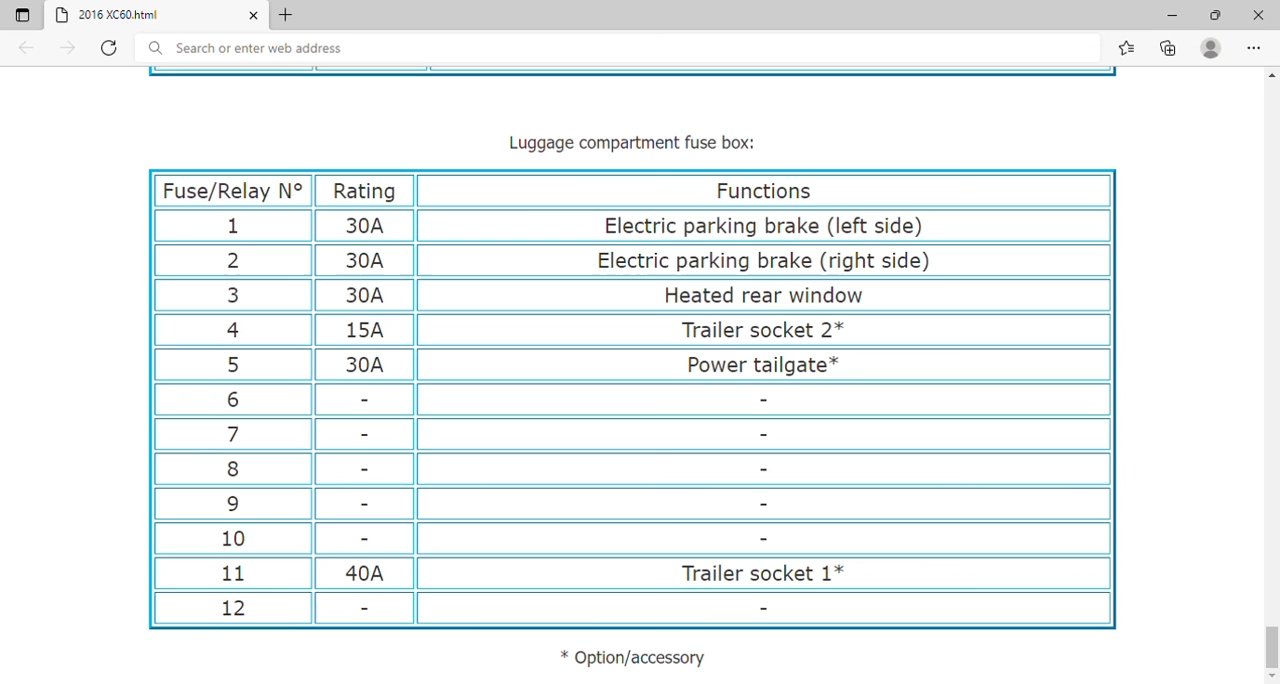 2016 XC60.html
Search or enter web address
Luggage compartment fuse box:
Fuse/Relay N° Rating Functions
1 30A Electric parking brake (left side)
2 30A Electric parking brake (right side)
3 30A Heated rear window
4 15A Trailer socket 2*
5 30A Power tailgate*
6 - -
7 - -
8 - -
9 - -
10 - -
11 40A Trailer socket 1*
12 - -
* Option/accessory